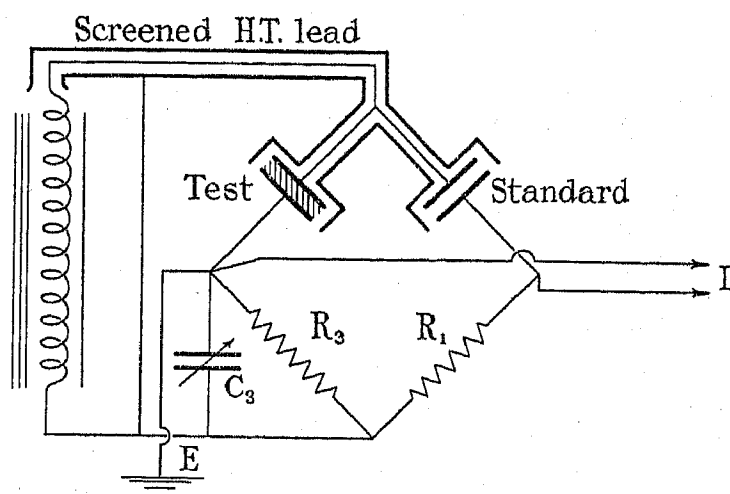 Screened H.T. lead
Test
Standard
R₃
R₁
C₃
E